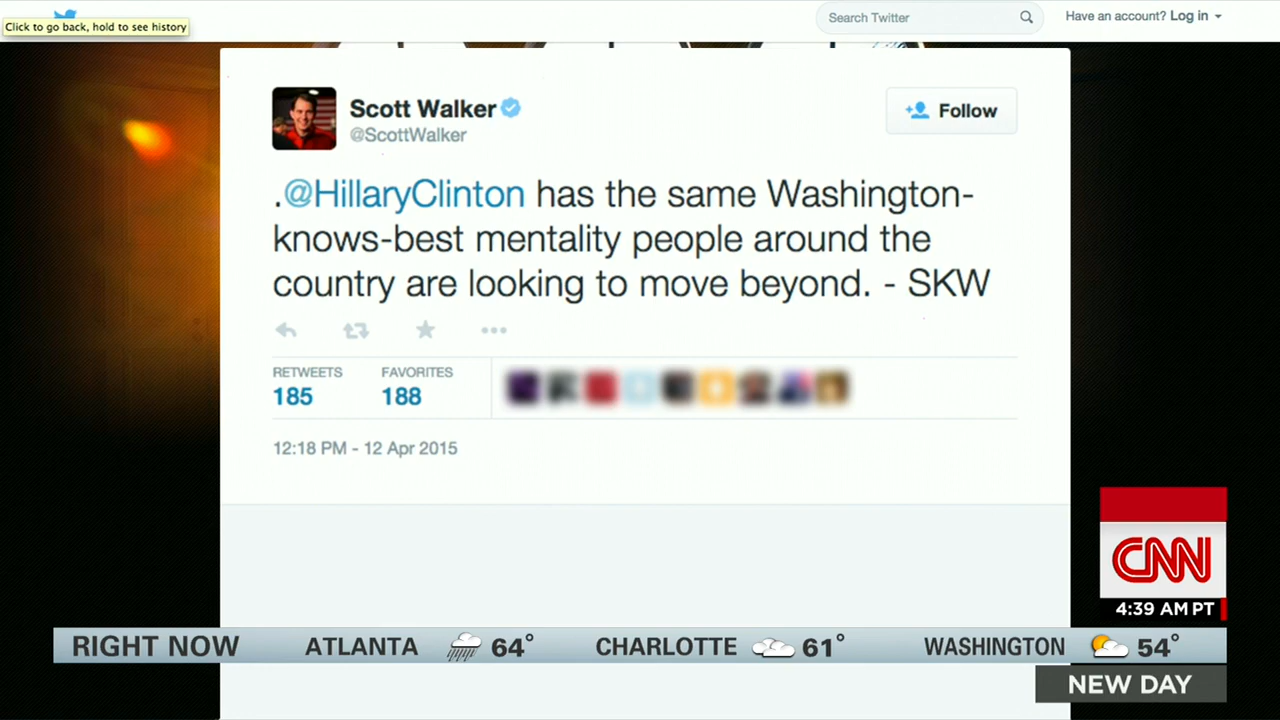 Click to go back, hold to see history
Search Twitter
Have an account? Log in
Scott Walker
@ScottWalker
Follow
.@HillaryClinton has the same Washington-
knows-best mentality people around the
country are looking to move beyond. - SKW
RETWEETS FAVORITES
185 188
12:18 PM - 12 Apr 2015
CNN
4:39 AM PT
RIGHT NOW ATLANTA 64° CHARLOTTE 61° WASHINGTON 54°
NEW DAY